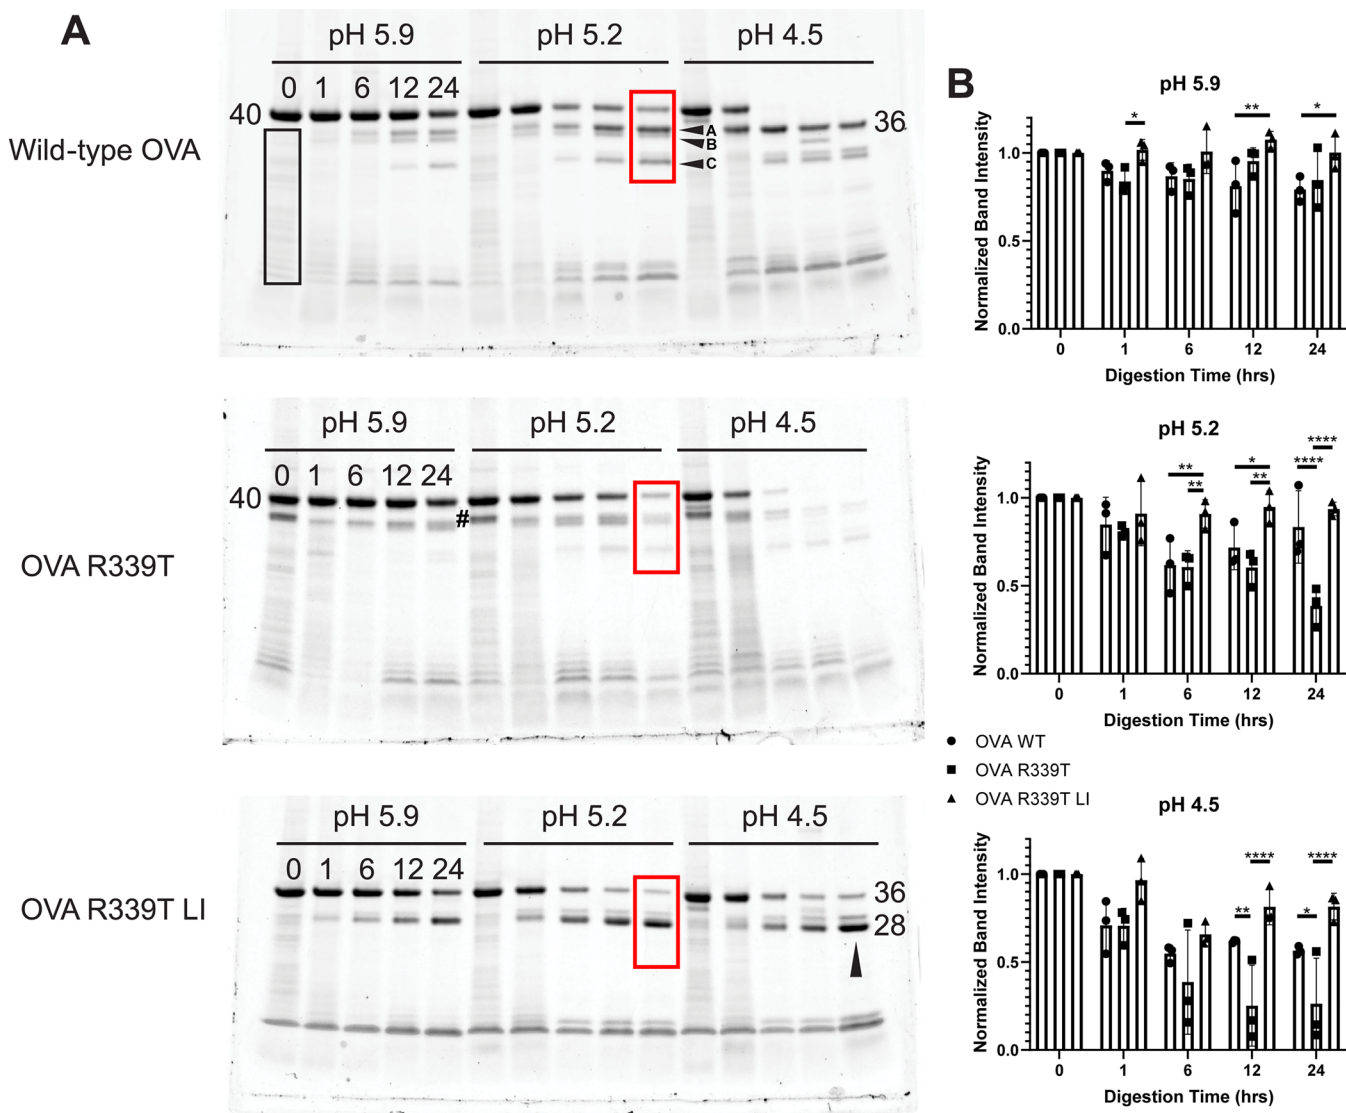 A
pH 5.9 pH 5.2 pH 4.5
0 1 6 12 24
40
36
Wild-type OVA
A
B
C
pH 5.9 pH 5.2 pH 4.5
0 1 6 12 24
40
#
OVA R339T
pH 5.9 pH 5.2 pH 4.5
0 1 6 12 24
36
OVA R339T LI
28
B
pH 5.9
* ** *
Normalized Band Intensity
1.0
0.5
0.0
0 1 6 12 24
Digestion Time (hrs)
pH 5.2
** ** * ** **** ****
Normalized Band Intensity
1.0
0.5
0.0
0 1 6 12 24
Digestion Time (hrs)
OVA WT
OVA R339T
OVA R339T LI
pH 4.5
** **** * ****
Normalized Band Intensity
1.0
0.5
0.0
0 1 6 12 24
Digestion Time (hrs)